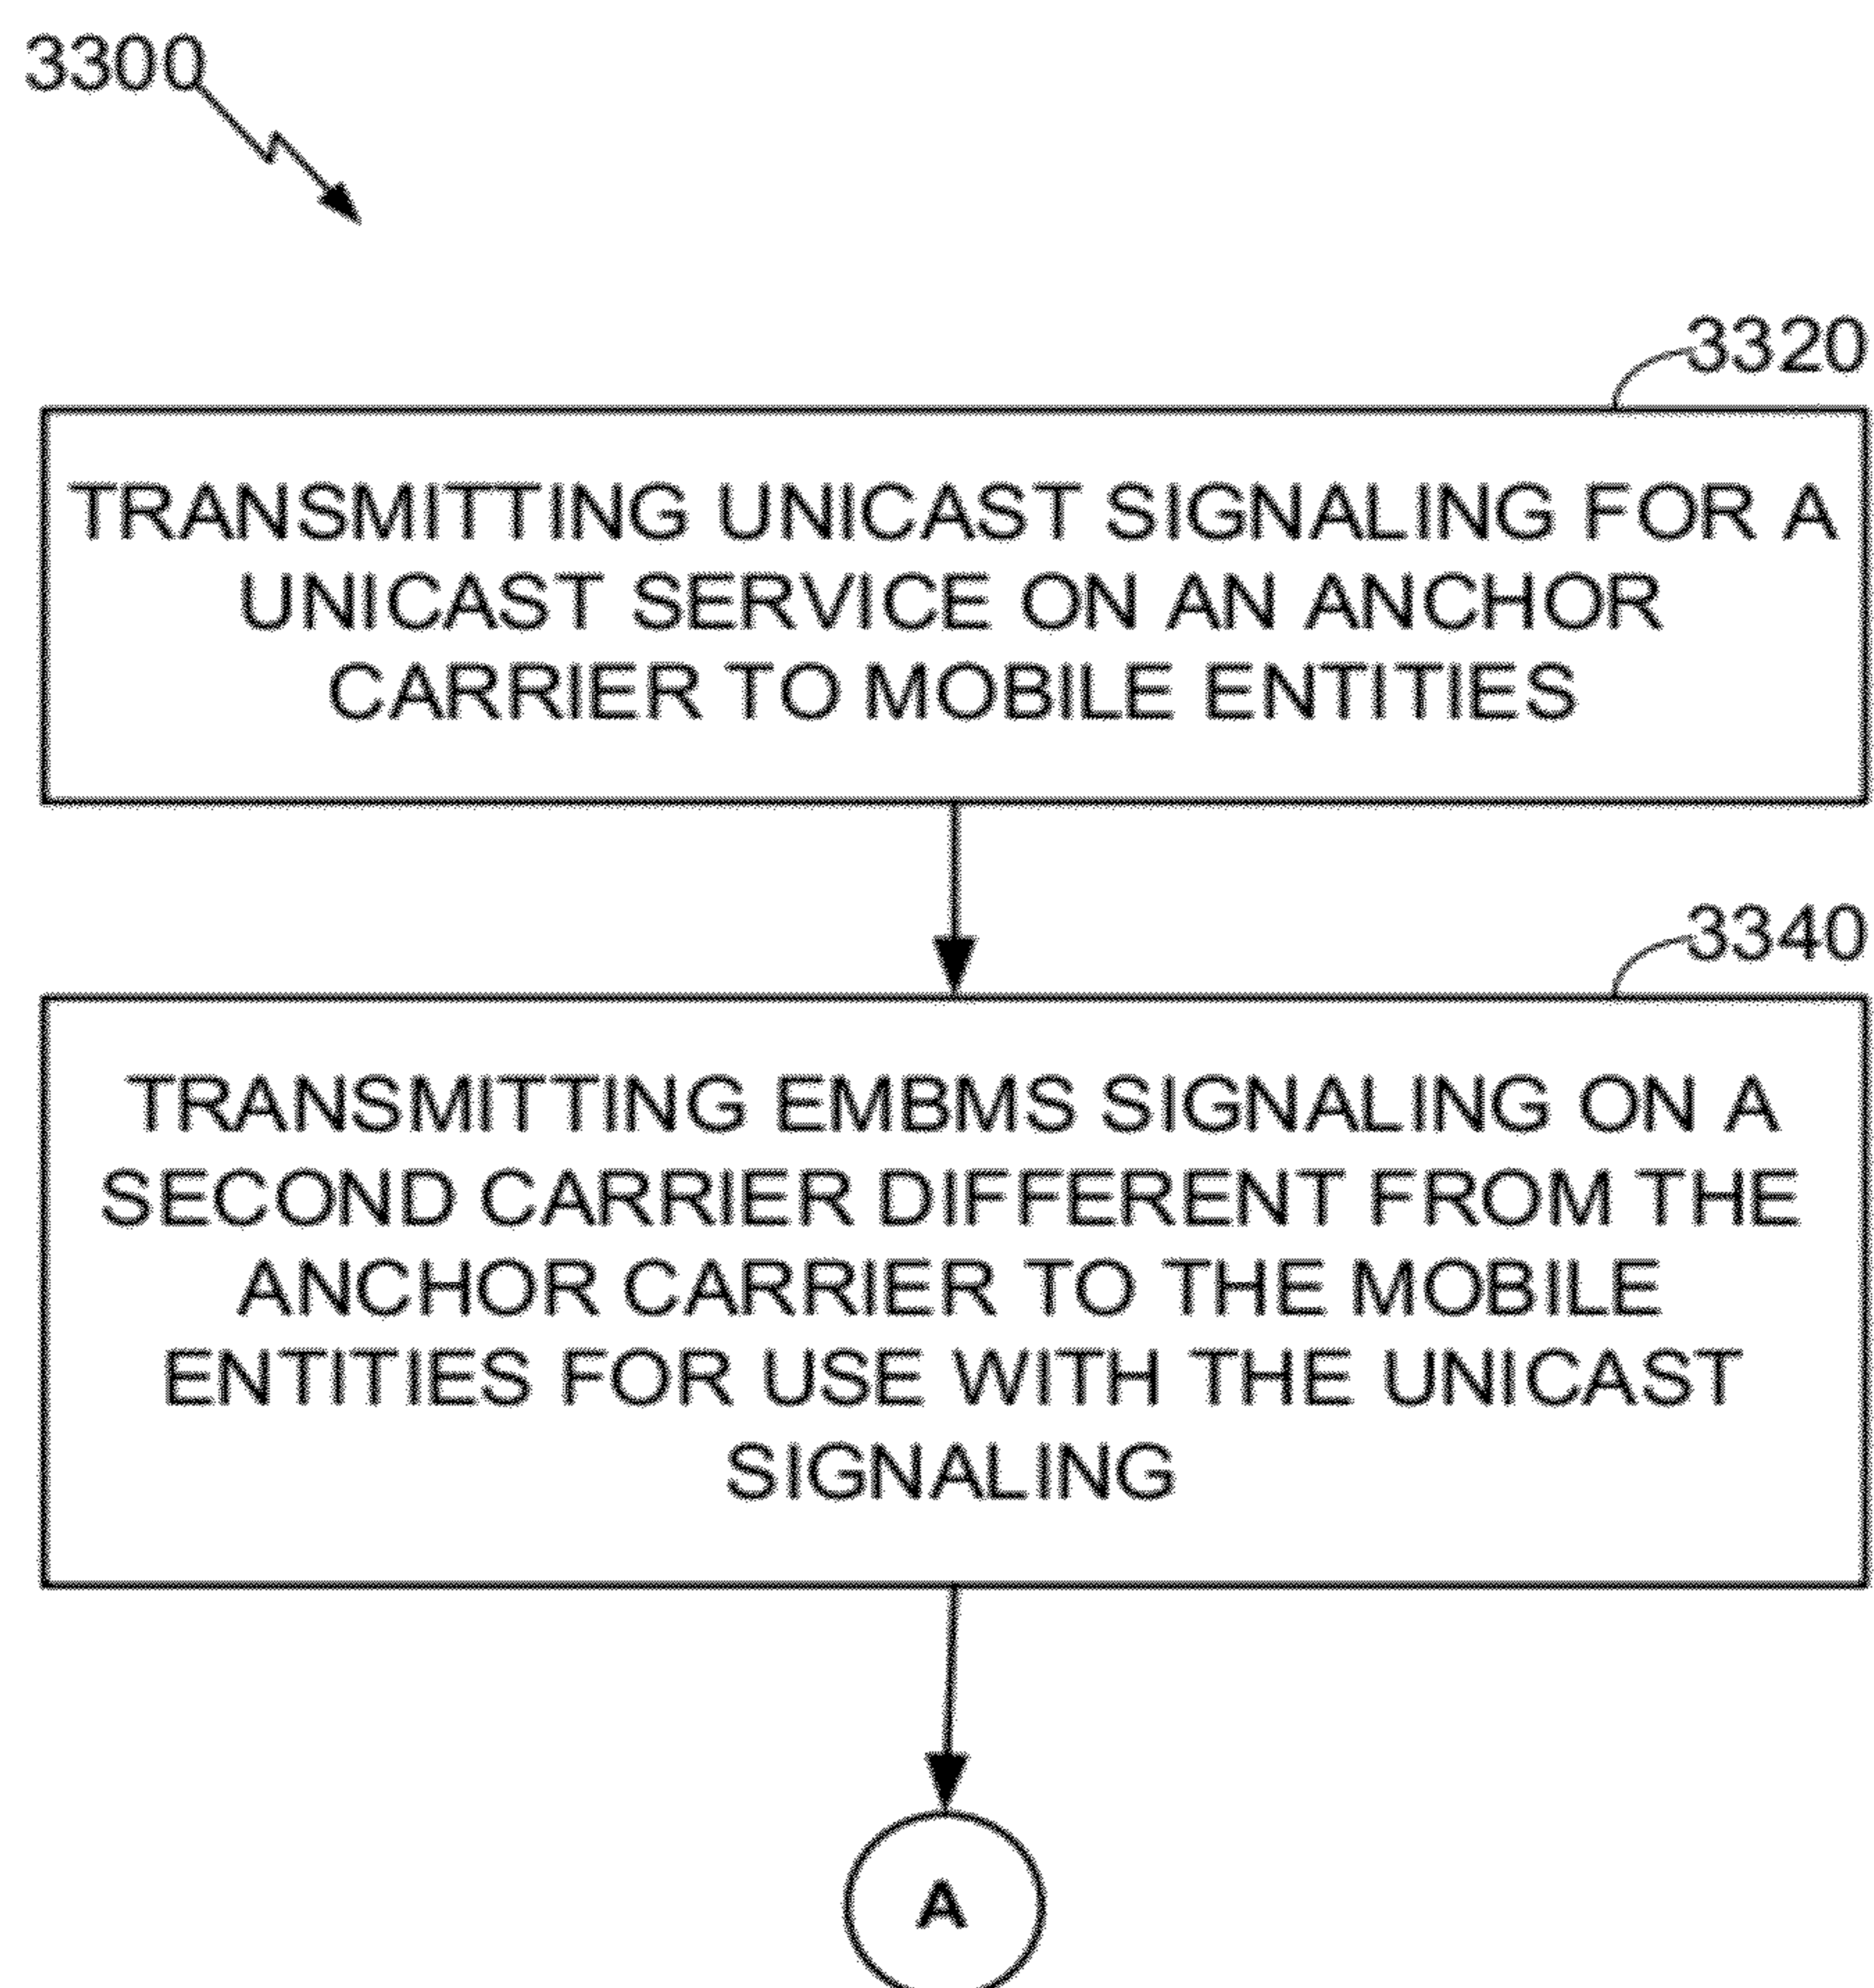 3300
3320
TRANSMITTING UNICAST SIGNALING FOR A
UNICAST SERVICE ON AN ANCHOR
CARRIER TO MOBILE ENTITIES
3340
TRANSMITTING EMBMS SIGNALING ON A
SECOND CARRIER DIFFERENT FROM THE
ANCHOR CARRIER TO THE MOBILE
ENTITIES FOR USE WITH THE UNICAST
SIGNALING
A